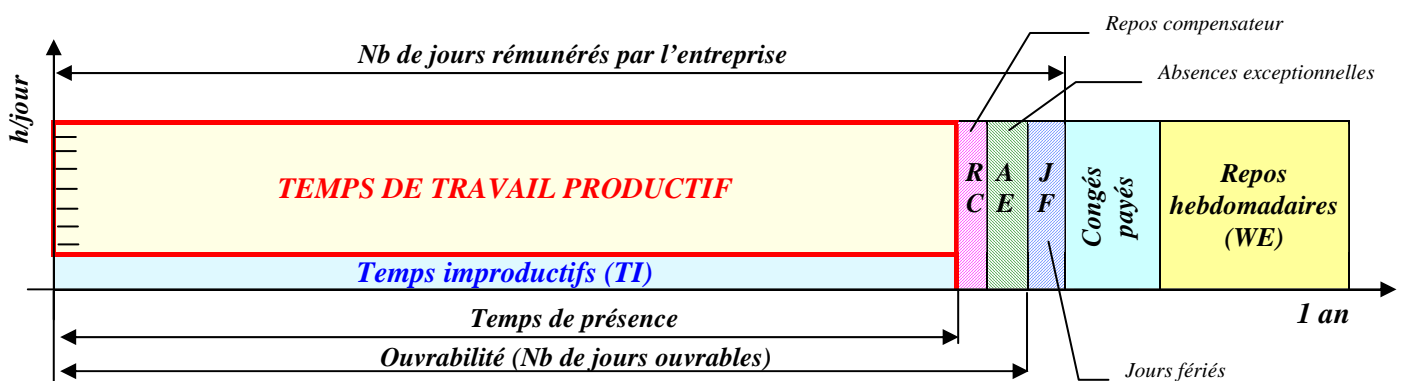 Repos compensateur
Nb de jours rémunérés par l’entreprise
Absences exceptionnelles
h/jour
TEMPS DE TRAVAIL PRODUCTIF
R
C
A
E
J
F
Congés
payés
Repos
hebdomadaires
(WE)
Temps improductifs (TI)
Temps de présence
1 an
Ouvrabilité (Nb de jours ouvrables)
Jours fériés